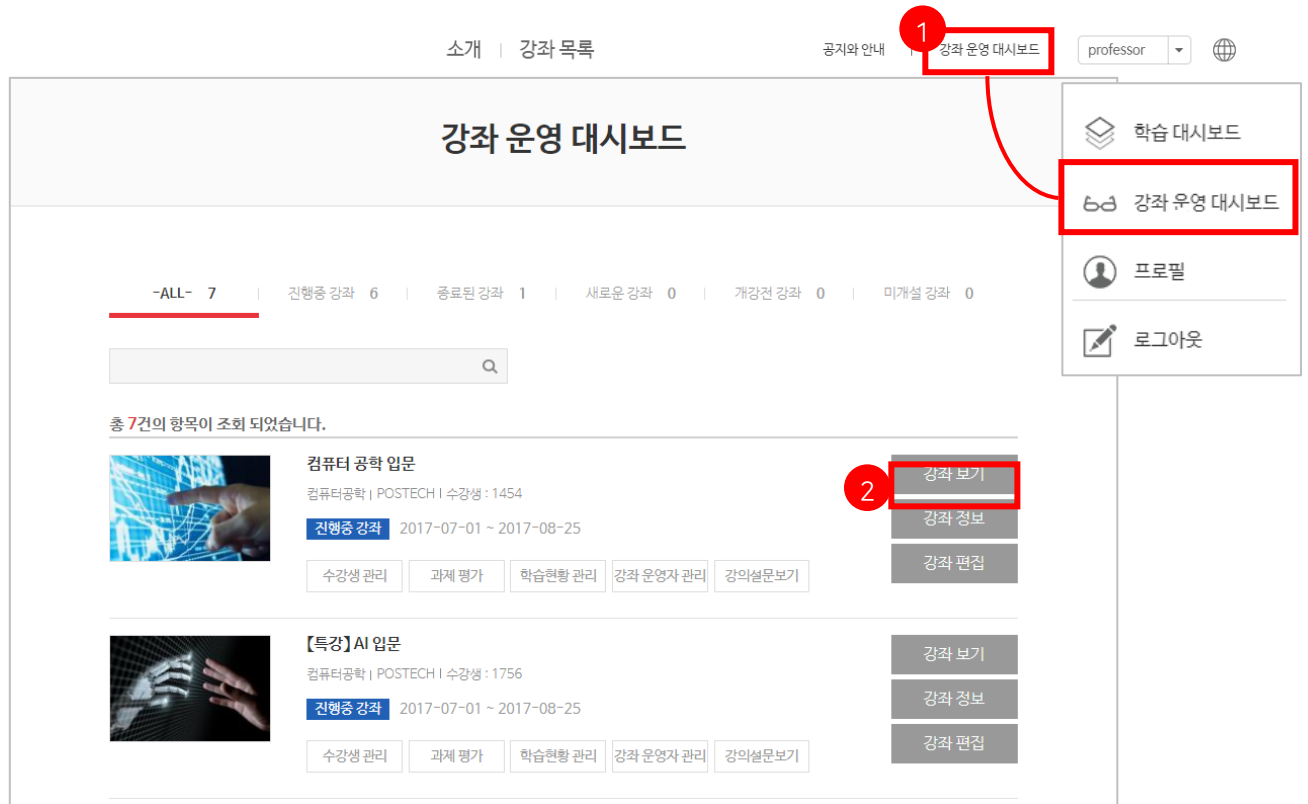 소개 | 강좌 목록
공지와 안내 | 강좌 운영 대시보드
professor
1
학습 대시보드
강좌 운영 대시보드
프로필
로그아웃
강좌 운영 대시보드
-ALL- 7 | 진행중 강좌 6 | 종료된 강좌 1 | 새로운 강좌 0 | 개강전 강좌 0 | 미개설 강좌 0
총 7건의 항목이 조회 되었습니다.
컴퓨터 공학 입문
컴퓨터공학 | POSTECH | 수강생 : 1454
진행중 강좌 2017-07-01 ~ 2017-08-25
수강생 관리 과제 평가 학습현황 관리 강좌 운영자 관리 강의설문보기
2
강좌 보기
강좌 정보
강좌 편집
【특강】 AI 입문
컴퓨터공학 | POSTECH | 수강생 : 1756
진행중 강좌 2017-07-01 ~ 2017-08-25
수강생 관리 과제 평가 학습현황 관리 강좌 운영자 관리 강의설문보기
강좌 보기
강좌 정보
강좌 편집